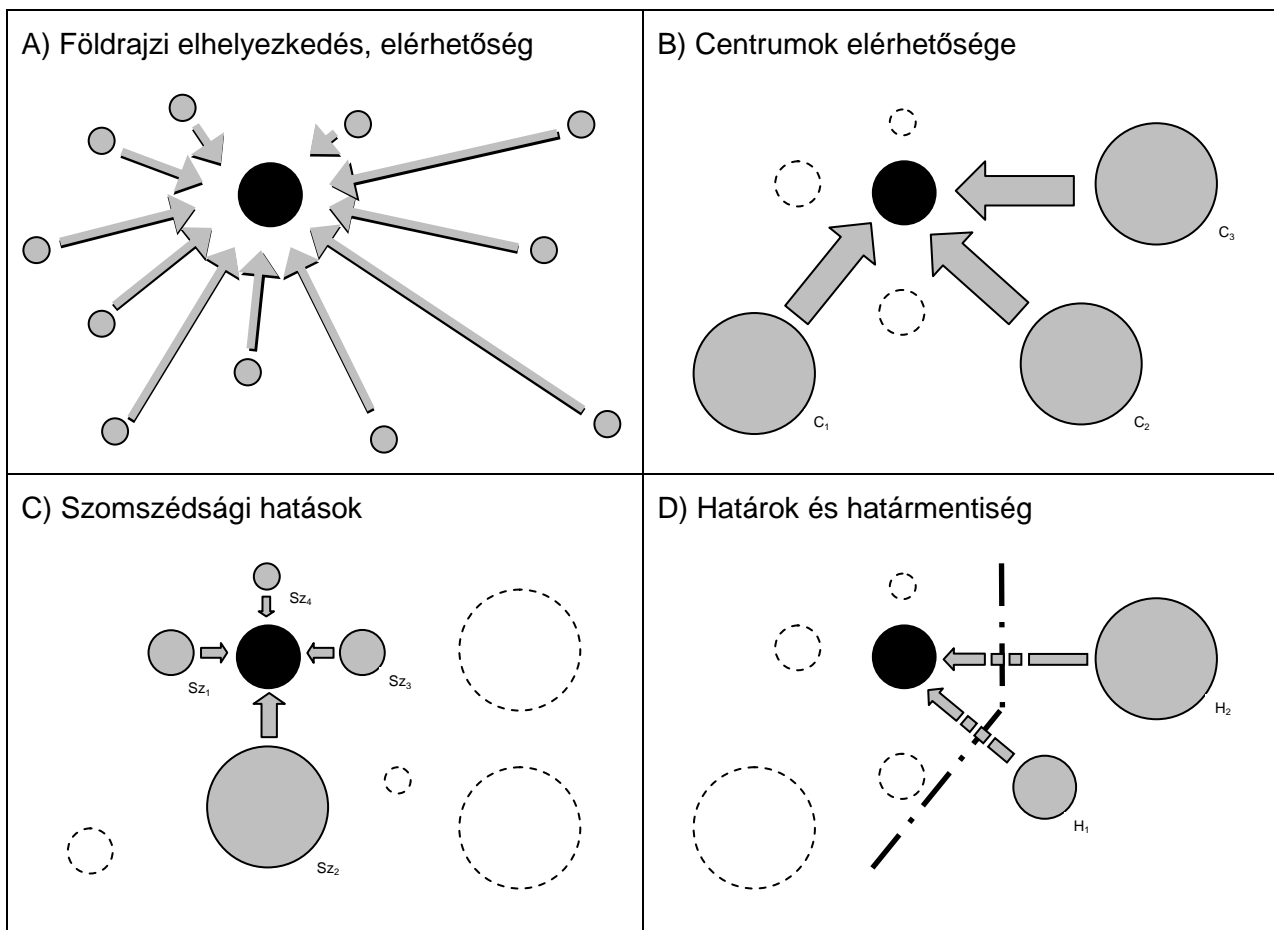 A) Földrajzi elhelyezkedés, elérhetőség
B) Centrumok elérhetősége
C₃
C₁
C₂
C) Szomszédsági hatások
Sz₄
Sz₁
Sz₃
Sz₂
D) Határok és határmentiség
H₂
H₁